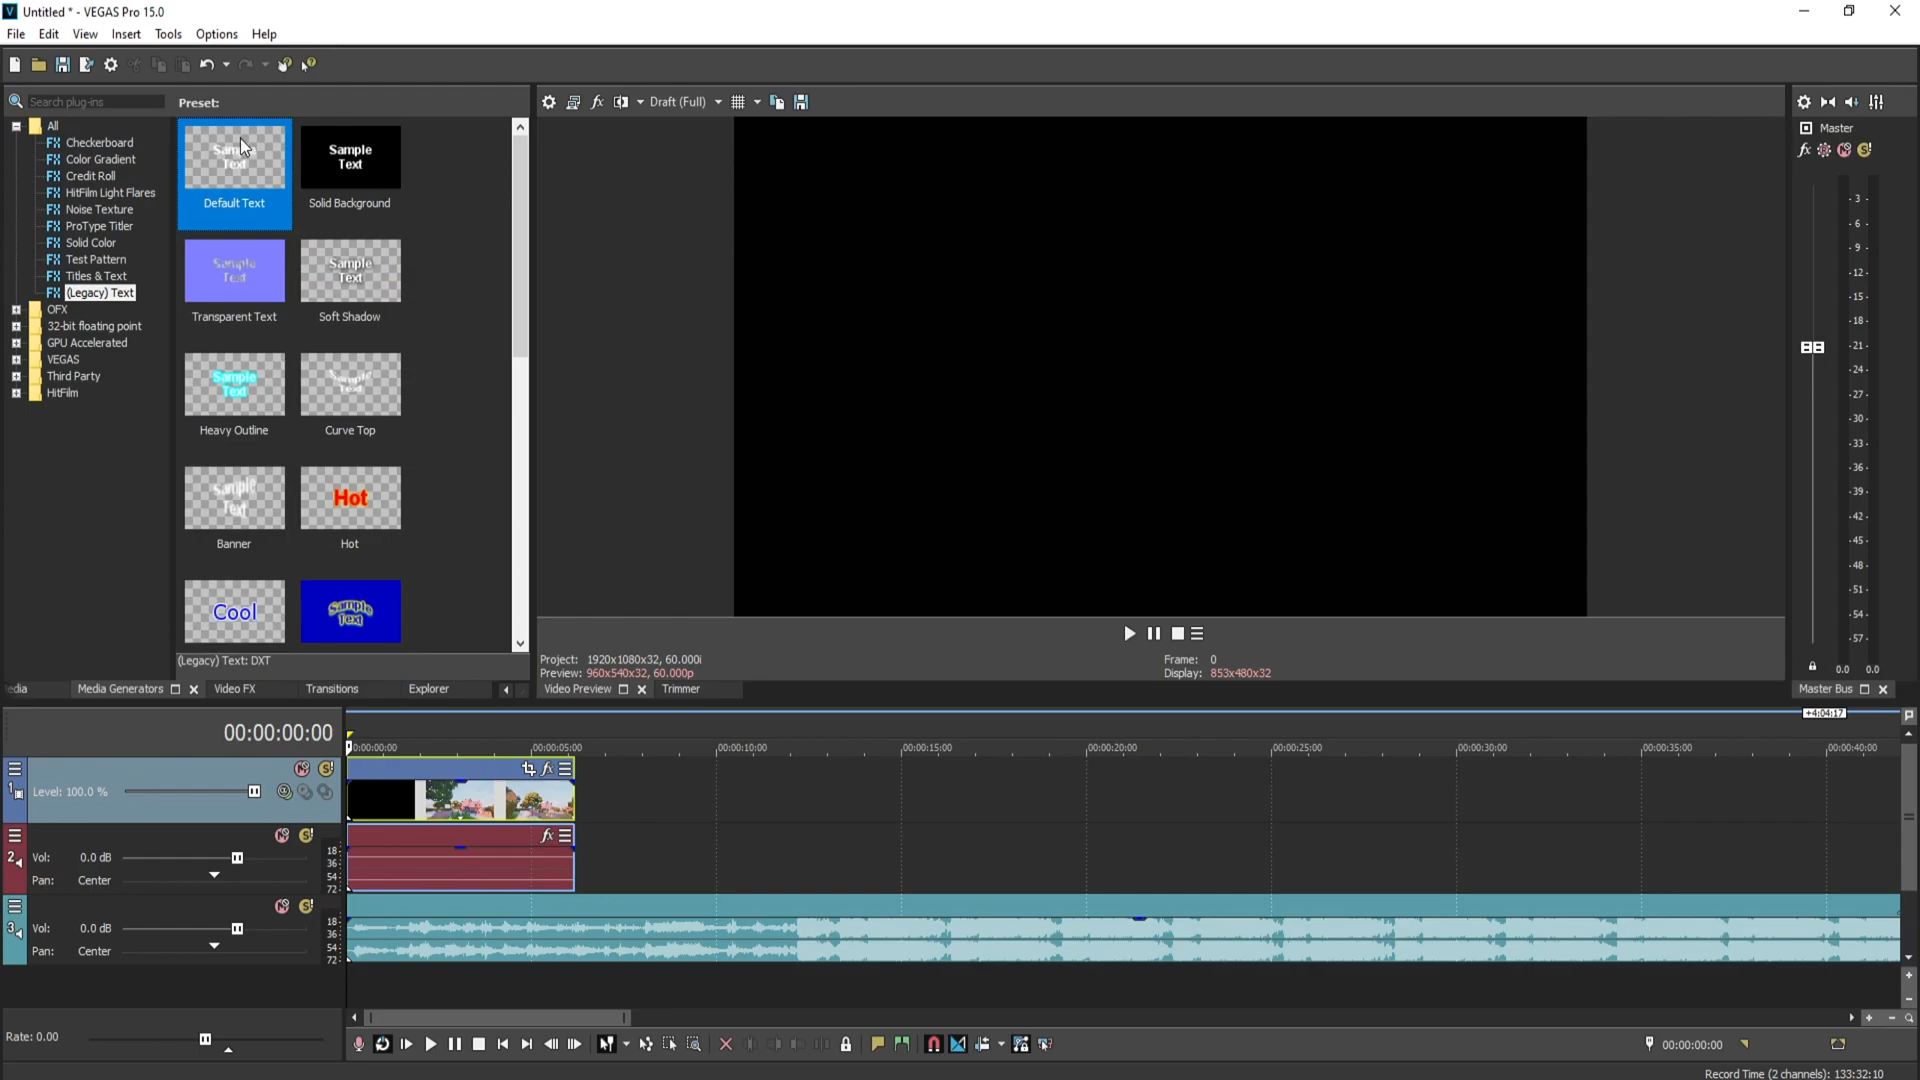 Untitled * - VEGAS Pro 15.0
File Edit View Insert Tools Options Help
Search plug-ins
Preset:
Draft (Full)
All
Checkerboard
Color Gradient
Credit Roll
HitFilm Light Flares
Noise Texture
ProType Titler
Solid Color
Test Pattern
Titles & Text
(Legacy) Text
OFX
32-bit floating point
GPU Accelerated
VEGAS
Third Party
HitFilm
Sample Text
Default Text
Sample Text
Solid Background
Sample Text
Transparent Text
Sample Text
Soft Shadow
Sample Text
Heavy Outline
Sample Text
Curve Top
Sample Text
Banner
Hot
Hot
Cool
Sample Text
(Legacy) Text: DXT
Master
-3-
-6-
-9-
-12-
-15-
-18-
-21-
-24-
-27-
-30-
-33-
-36-
-39-
-42-
-45-
-48-
-51-
-54-
-57-
0.0 0.0
Project: 1920x1080x32, 60.000i
Preview: 960x540x32, 60.000p
Frame: 0
Display: 853x480x32
edia Media Generators Video FX Transitions Explorer
Video Preview Trimmer
Master Bus
00:00:00:00
+4:04:17
0:00:00:00 00:00:05:00 00:00:10:00 00:00:15:00 00:00:20:00 00:00:25:00 00:00:30:00 00:00:35:00 00:00:40:00
1 Level: 100.0 %
2 Vol: 0.0 dB
Pan: Center
18
36
54
72
3 Vol: 0.0 dB
Pan: Center
18
36
54
72
Rate: 0.00
00:00:00:00
Record Time (2 channels): 133:32:10